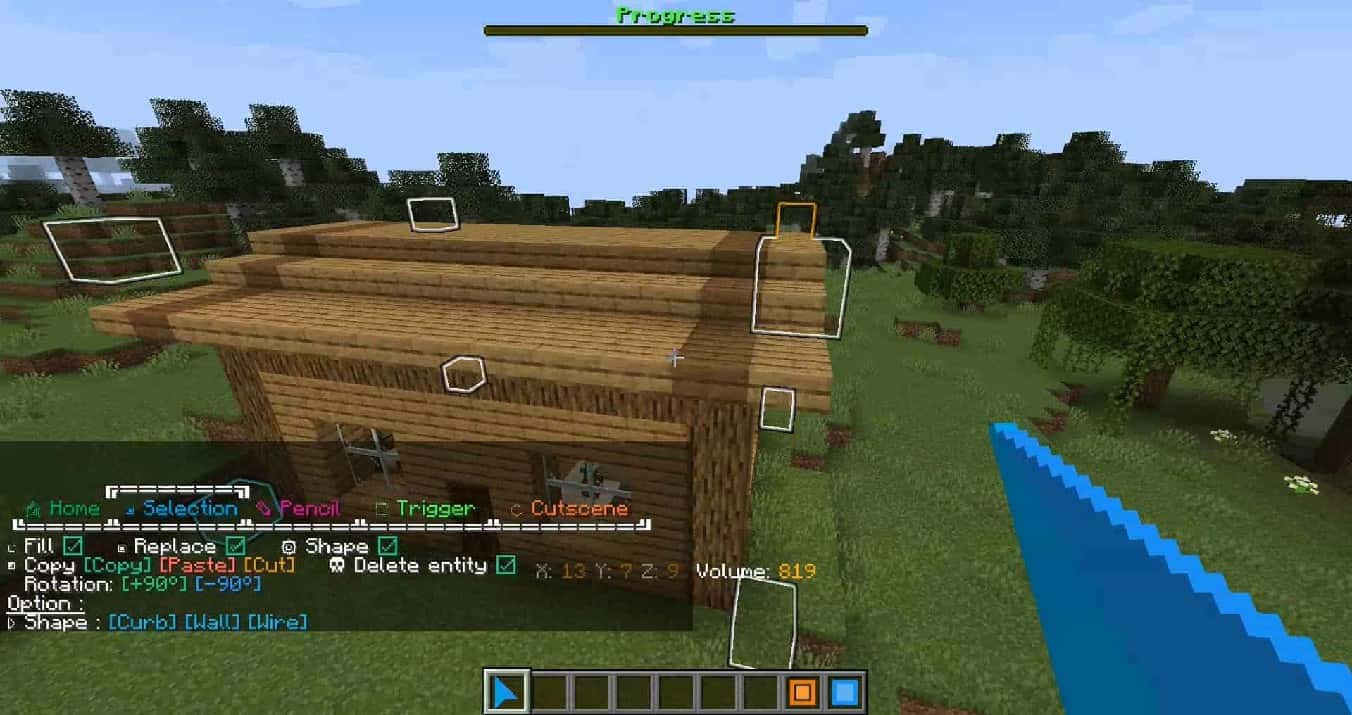 Progress
Home Selection Pencil Trigger Cutscene
Fill Replace Shape
Copy [Copy] [Paste] [Cut] Delete entity X: 13 Y: 7 Z: 9 Volume: 819
Rotation: [+90°] [-90°]
Option :
Shape : [Curb] [Wall] [Wire]